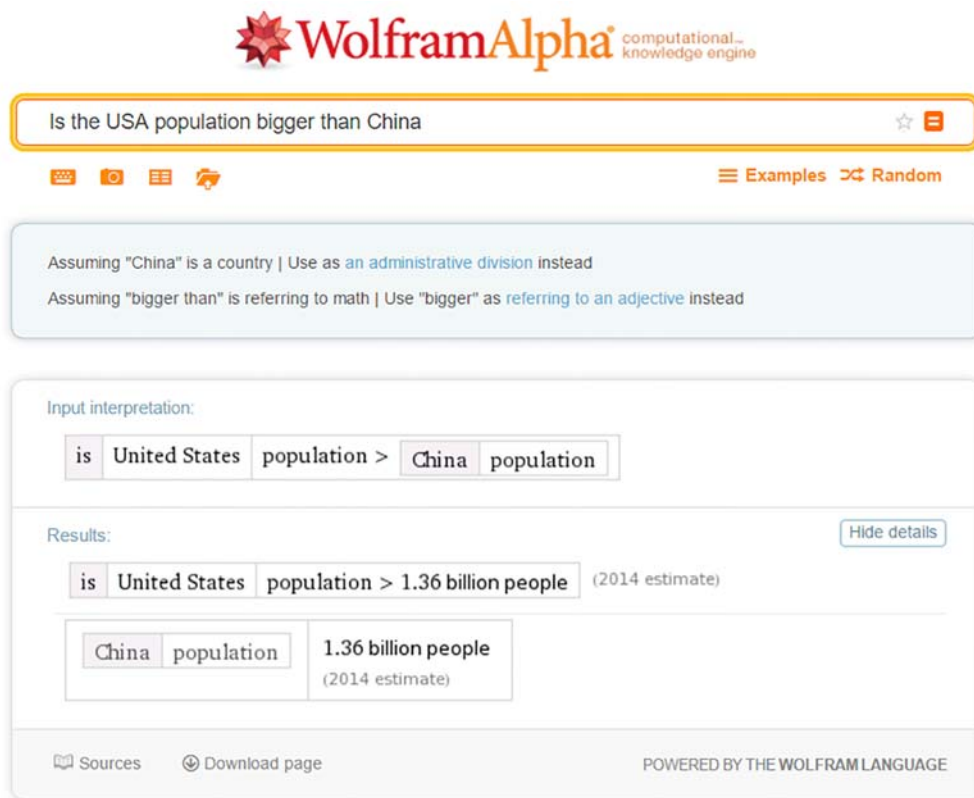 WolframAlpha computational... knowledge engine
Is the USA population bigger than China
Examples Random
Assuming "China" is a country | Use as an administrative division instead
Assuming "bigger than" is referring to math | Use "bigger" as referring to an adjective instead
Input interpretation:
is United States population > China population
Results: Hide details
is United States population > 1.36 billion people (2014 estimate)
China population 1.36 billion people
(2014 estimate)
Sources Download page POWERED BY THE WOLFRAM LANGUAGE